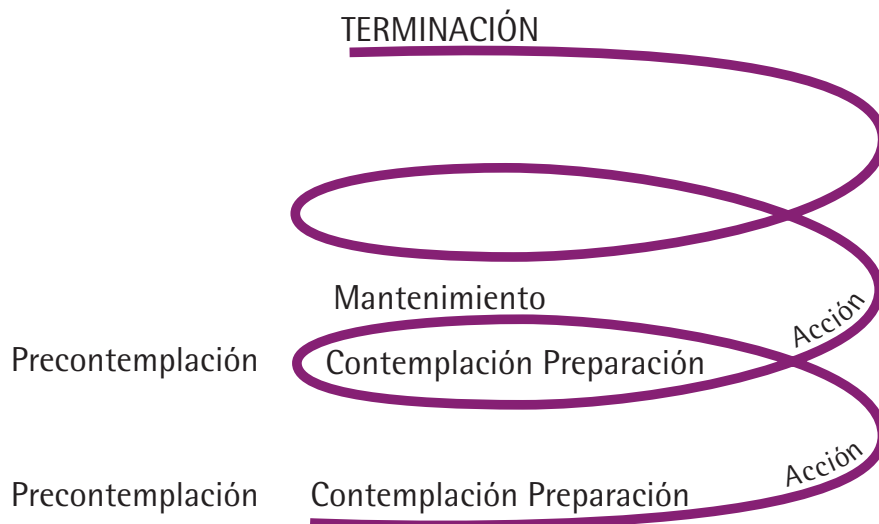 TERMINACIÓN
Mantenimiento
Acción
Precontemplación Contemplación Preparación
Acción
Precontemplación Contemplación Preparación